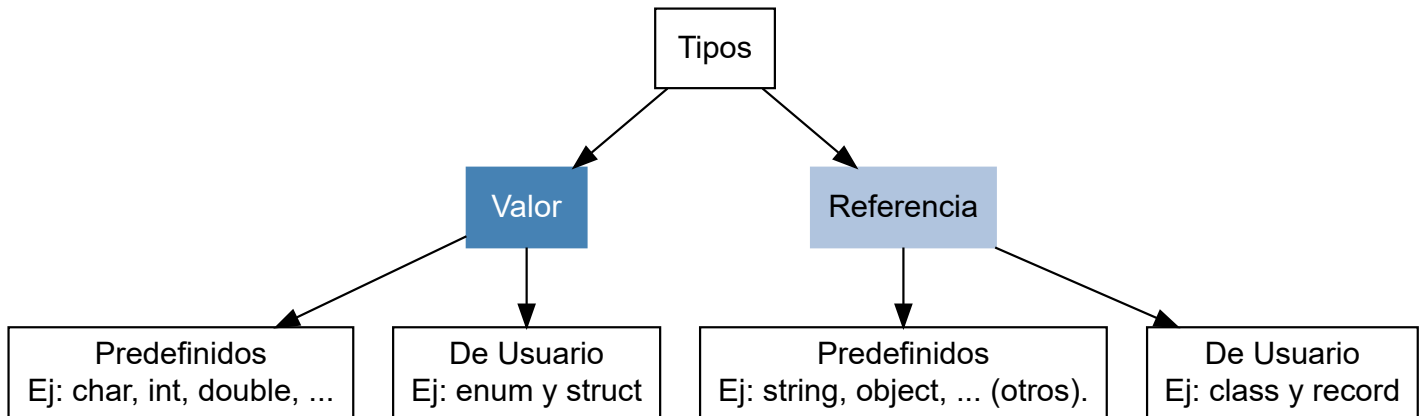 Tipos
Valor
Referencia
Predefinidos
Ej: char, int, double, ...
De Usuario
Ej: enum y struct
Predefinidos
Ej: string, object, ... (otros).
De Usuario
Ej: class y record